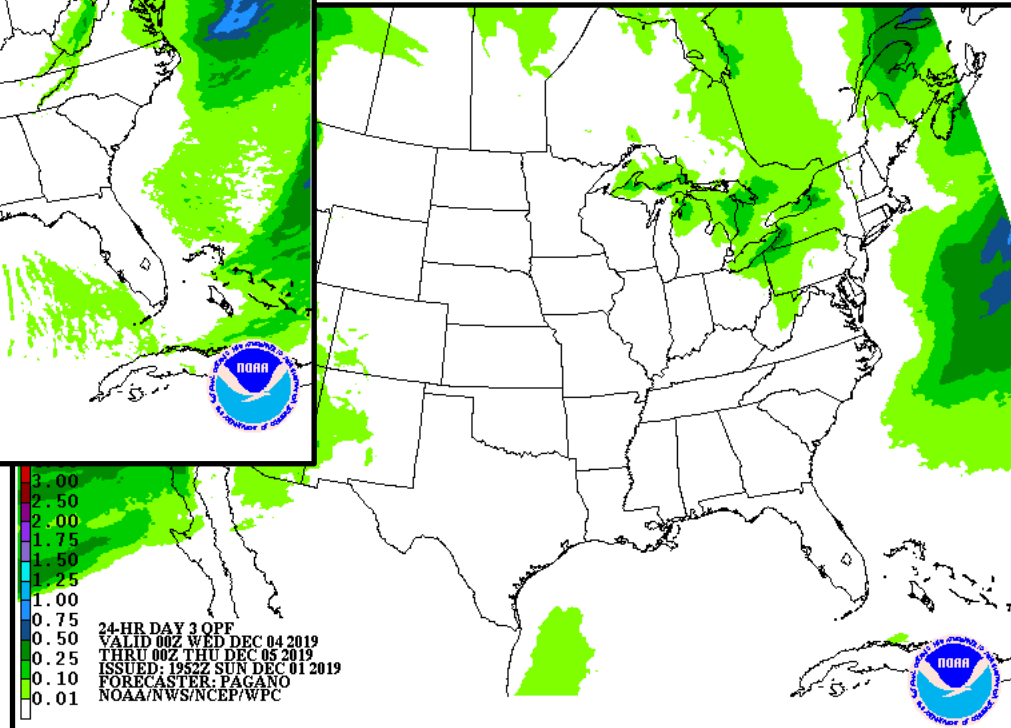 NOAA
3.00
2.50
2.00
1.75
1.50
1.25
1.00
0.75
0.50
0.25
0.10
0.01
24-HR DAY 3 QPF
VALID 00Z WED DEC 04 2019
THRU 00Z THU DEC 05 2019
ISSUED: 1952Z SUN DEC 01 2019
FORECASTER: PAGANO
NOAA/NWS/NCEP/WPC
NOAA